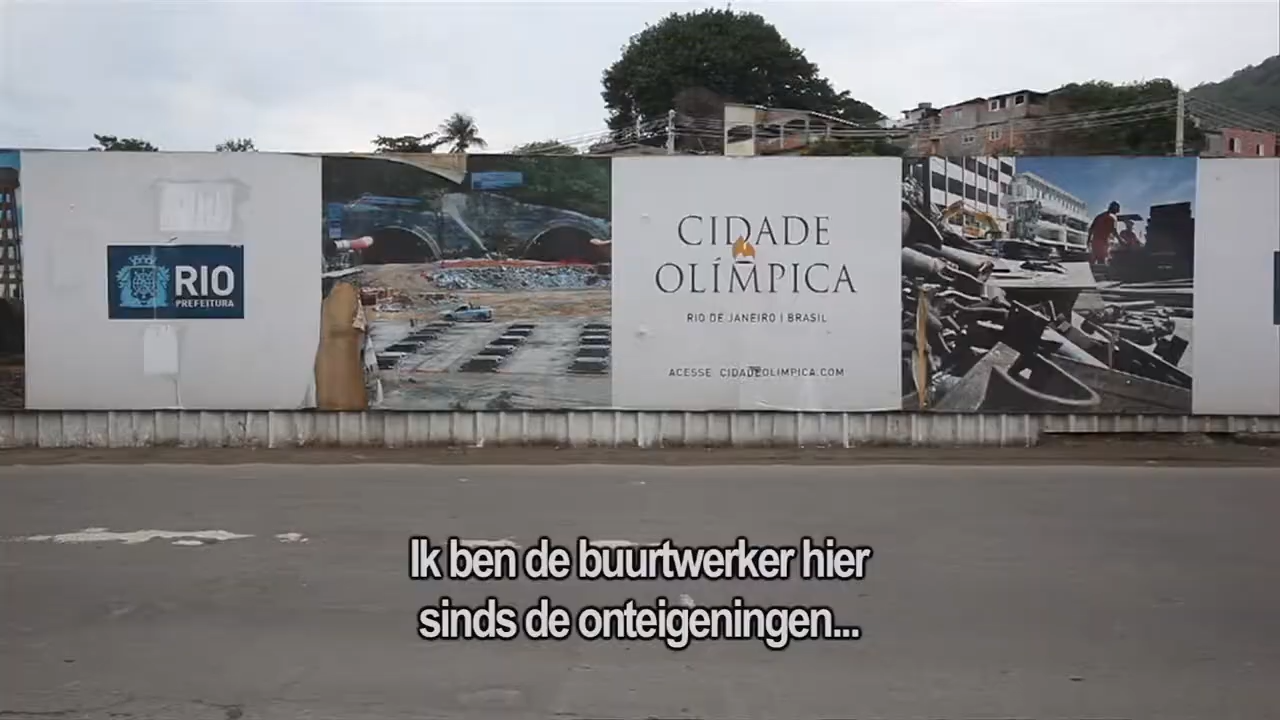 RIO
PREFEITURA
CIDADE
OLÍMPICA
RIO DE JANEIRO | BRASIL
ACESSE CIDADEOLIMPICA.COM
Ik ben de buurtwerker hier
sinds de onteigeningen...